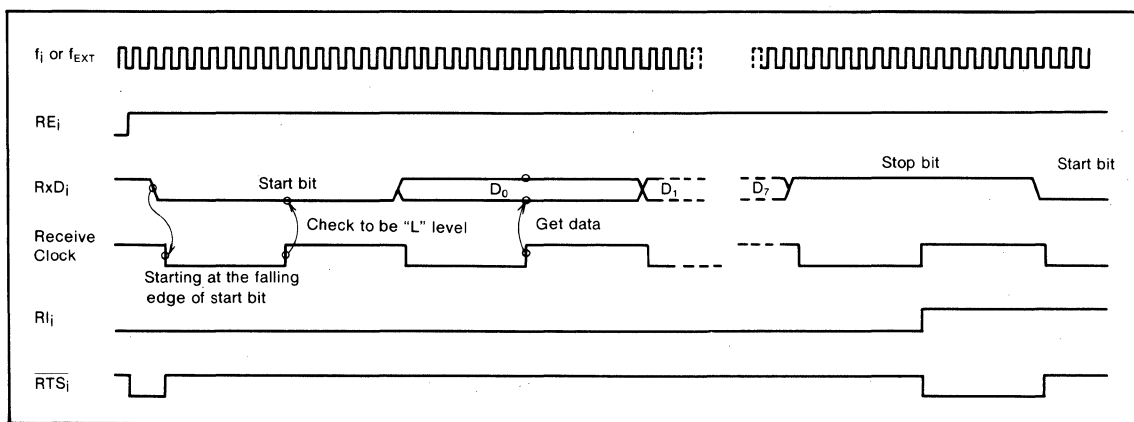 fi or fEXT
REi
RxDi
Start bit
D0
D1
D7
Stop bit
Start bit
Check to be "L" level
Get data
Receive
Clock
Starting at the falling
edge of start bit
RIi
RTSi